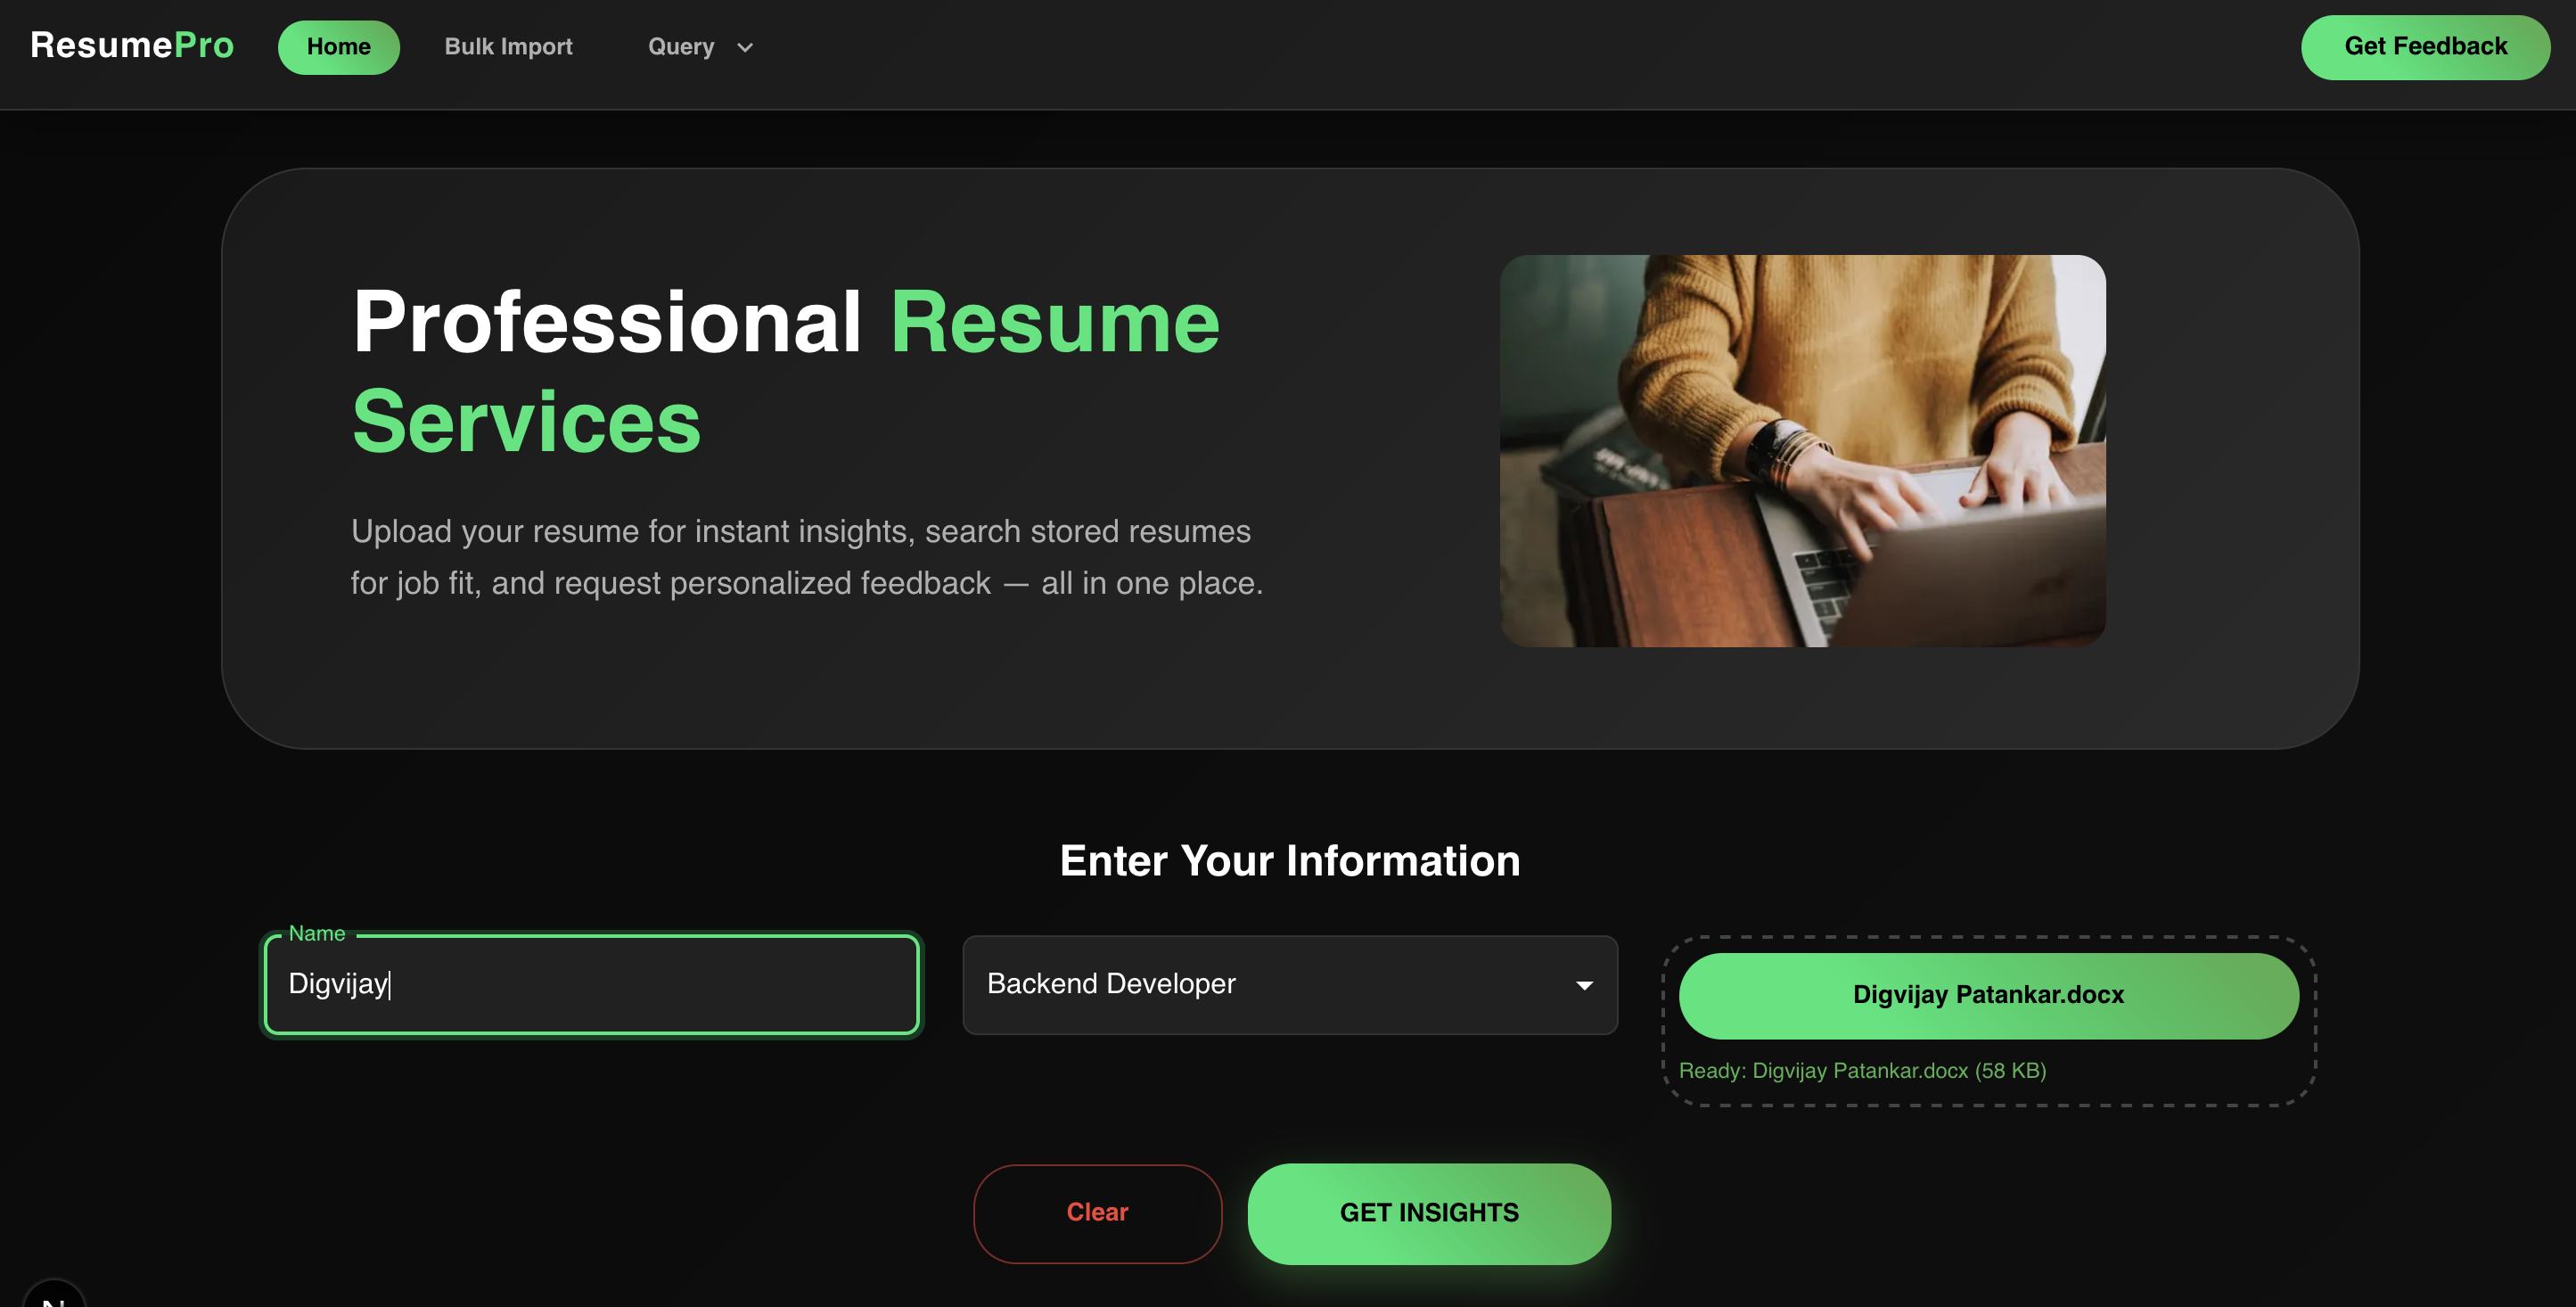 ResumePro
Home
Bulk Import
Query
Get Feedback
Professional Resume
Services
Upload your resume for instant insights, search stored resumes
for job fit, and request personalized feedback — all in one place.
Enter Your Information
Name
Digvijay
Backend Developer
Digvijay Patankar.docx
Ready: Digvijay Patankar.docx (58 KB)
Clear
GET INSIGHTS